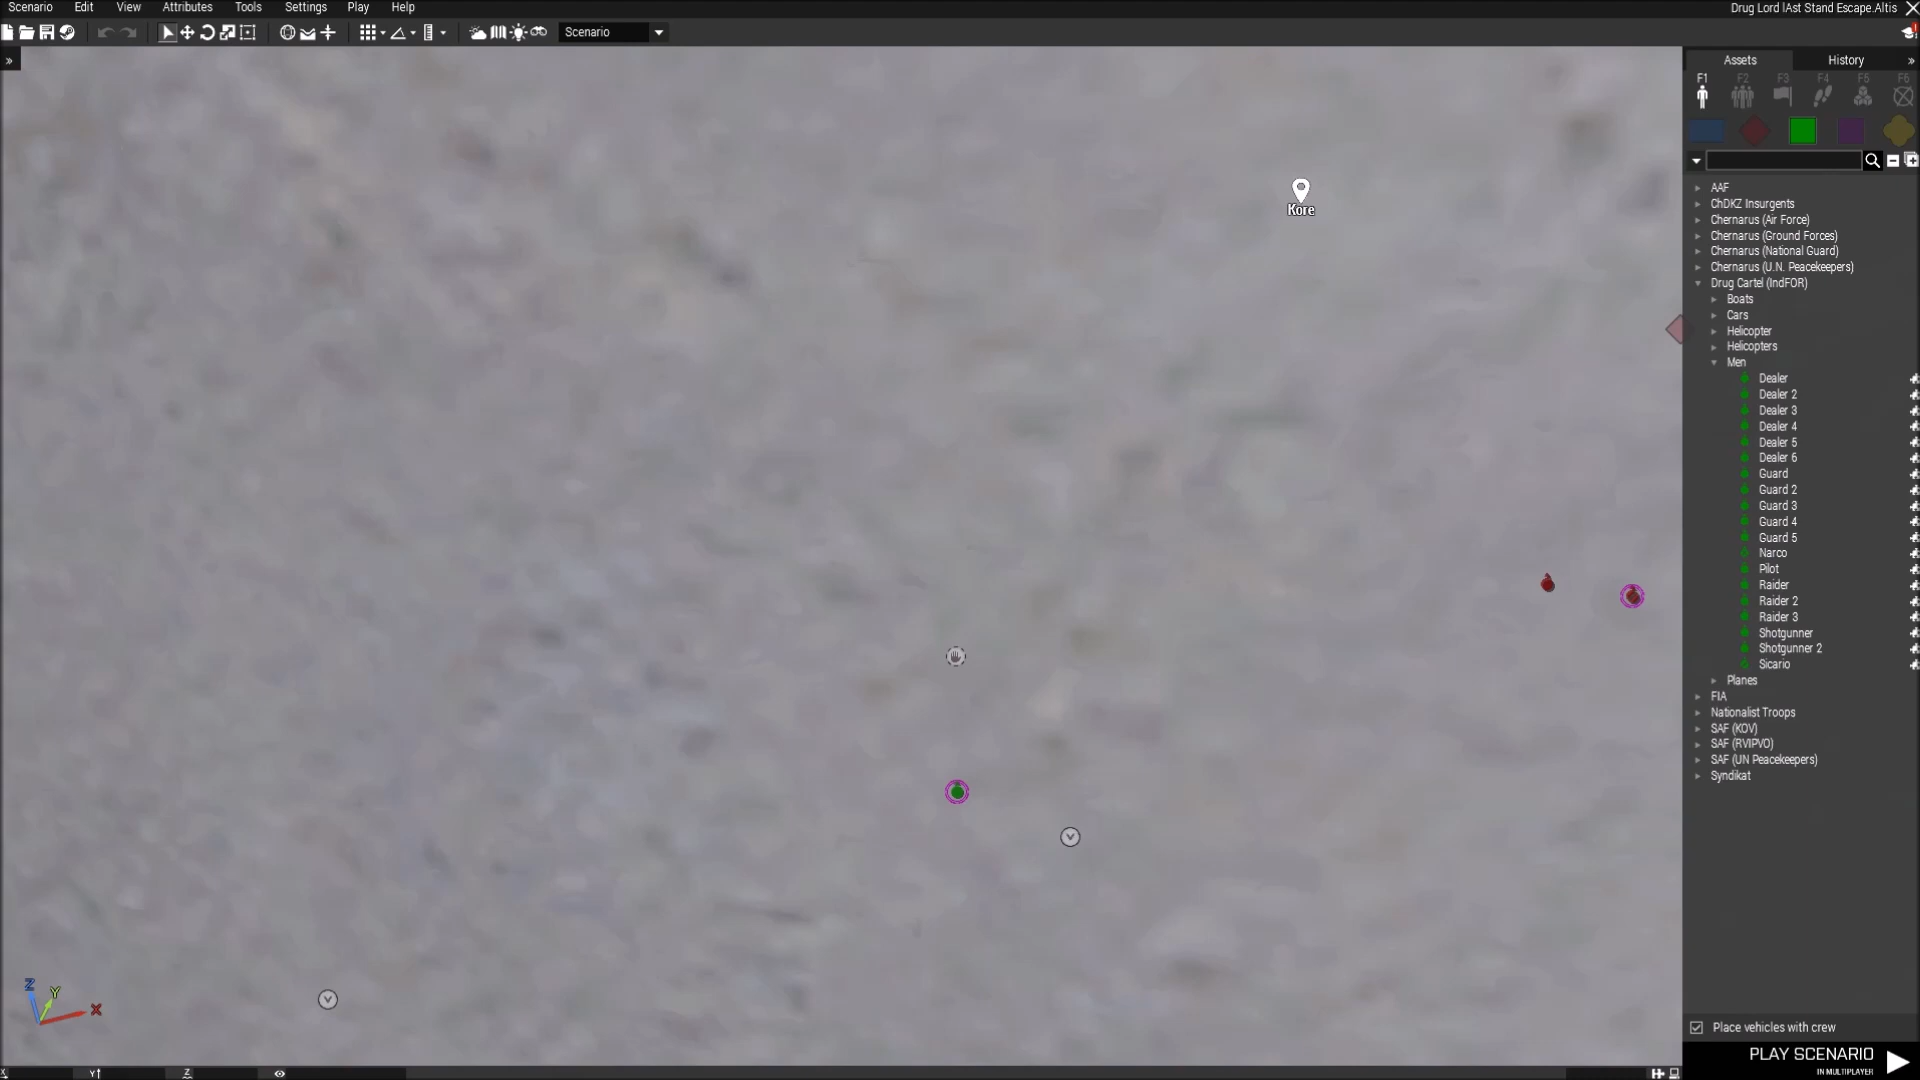 Scenario Edit View Attributes Tools Settings Play Help
Drug Lord lAst Stand Escape.Altis
Scenario
Assets History
F1 F2 F3 F4 F5 F6
Kore
AAF
ChDKZ Insurgents
Chernarus (Air Force)
Chernarus (Ground Forces)
Chernarus (National Guard)
Chernarus (U.N. Peacekeepers)
Drug Cartel (IndFOR)
Boats
Cars
Helicopter
Helicopters
Men
Dealer
Dealer 2
Dealer 3
Dealer 4
Dealer 5
Dealer 6
Guard
Guard 2
Guard 3
Guard 4
Guard 5
Narco
Pilot
Raider
Raider 2
Raider 3
Shotgunner
Shotgunner 2
Sicario
Planes
FIA
Nationalist Troops
SAF (KOV)
SAF (RVIPVO)
SAF (UN Peacekeepers)
Syndikat
Z Y X
Place vehicles with crew
PLAY SCENARIO
IN MULTIPLAYER
X Y Z